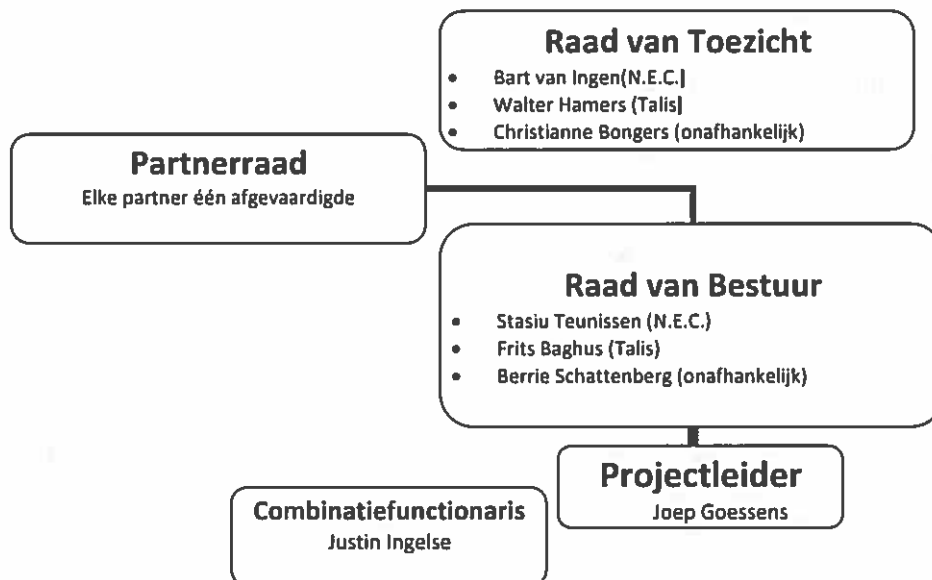 Raad van Toezicht
• Bart van Ingen(N.E.C.)
• Walter Hamers (Talis)
• Christianne Bongers (onafhankelijk)
Partnerraad
Elke partner één afgevaardigde
Raad van Bestuur
• Stasiu Teunissen (N.E.C.)
• Frits Baghus (Talis)
• Berrie Schattenberg (onafhankelijk)
Projectleider
Joep Goessens
Combinatiefunctionaris
Justin Ingelse